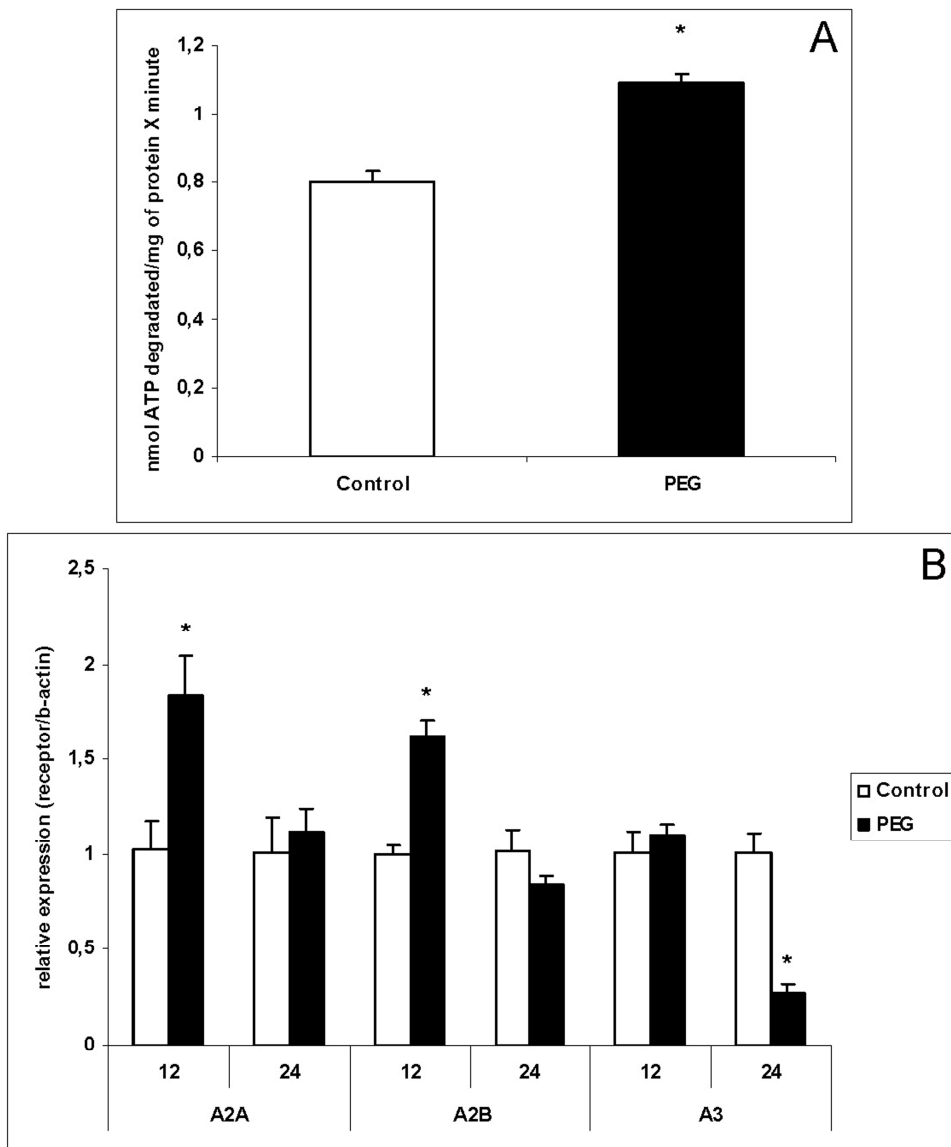 A
nmol ATP degradated/mg of protein X minute
1,2
1
0,8
0,6
0,4
0,2
0
*
Control PEG
B
relative expression (receptor/b-actin)
2,5
2
1,5
1
0,5
0
*
*
*
Control
PEG
12 24 12 24 12 24
A2A A2B A3